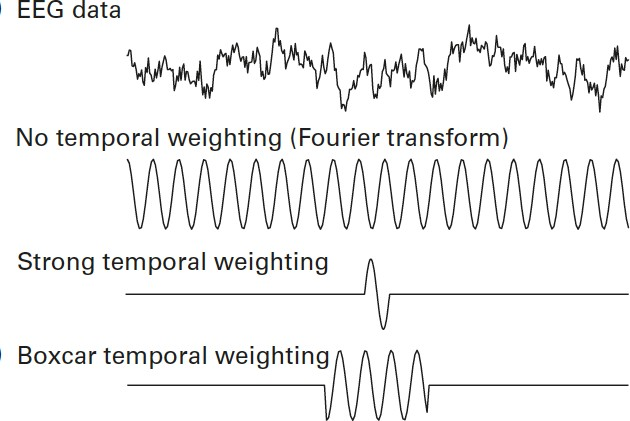 EEG data
No temporal weighting (Fourier transform)
Strong temporal weighting
Boxcar temporal weighting